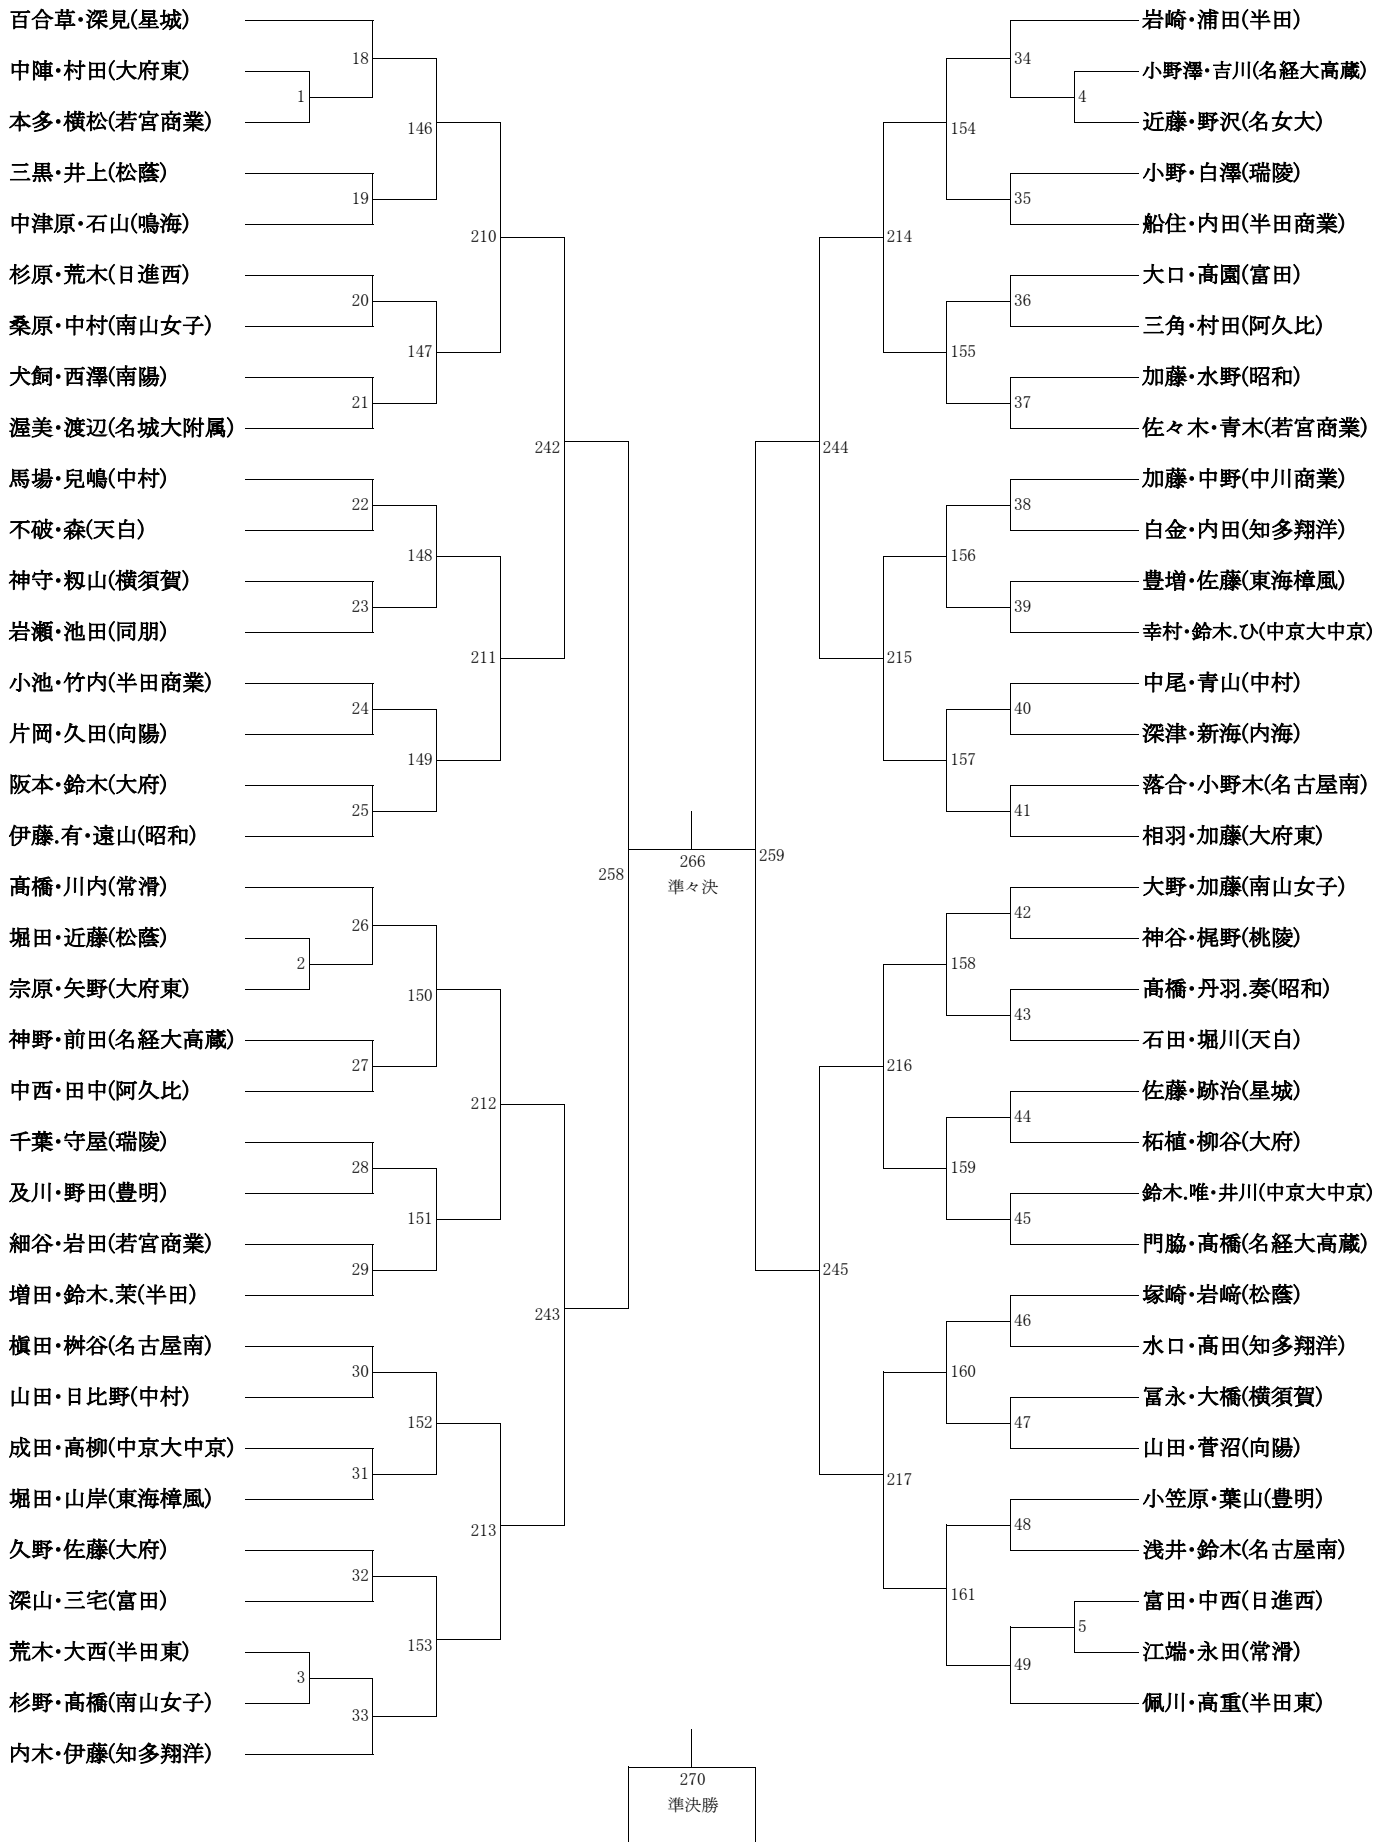 百合草・深見(星城)
中陣・村田(大府東)
本多・横松(若宮商業)
三黒・井上(松蔭)
中津原・石山(鳴海)
杉原・荒木(日進西)
桑原・中村(南山女子)
犬飼・西澤(南陽)
渥美・渡辺(名城大附属)
馬場・兒嶋(中村)
不破・森(天白)
神守・籾山(横須賀)
岩瀬・池田(同朋)
小池・竹内(半田商業)
片岡・久田(向陽)
阪本・鈴木(大府)
伊藤.有・遠山(昭和)
髙橋・川内(常滑)
堀田・近藤(松蔭)
宗原・矢野(大府東)
神野・前田(名経大高蔵)
中西・田中(阿久比)
千葉・守屋(瑞陵)
及川・野田(豊明)
細谷・岩田(若宮商業)
増田・鈴木.茉(半田)
槇田・桝谷(名古屋南)
山田・日比野(中村)
成田・高柳(中京大中京)
堀田・山岸(東海樟風)
久野・佐藤(大府)
深山・三宅(富田)
荒木・大西(半田東)
杉野・髙橋(南山女子)
内木・伊藤(知多翔洋)
1
2
3
18
19
20
21
22
23
24
25
26
27
28
29
30
31
32
33
146
147
148
149
150
151
152
153
210
211
212
213
242
243
258
266
準々決
270
準決勝
259
244
245
214
215
216
217
154
155
156
157
158
159
160
161
34
35
36
37
38
39
40
41
42
43
44
45
46
47
48
49
4
5
岩崎・浦田(半田)
小野澤・吉川(名経大高蔵)
近藤・野沢(名女大)
小野・白澤(瑞陵)
船住・内田(半田商業)
大口・髙園(富田)
三角・村田(阿久比)
加藤・水野(昭和)
佐々木・青木(若宮商業)
加藤・中野(中川商業)
白金・内田(知多翔洋)
豊増・佐藤(東海樟風)
幸村・鈴木.ひ(中京大中京)
中尾・青山(中村)
深津・新海(内海)
落合・小野木(名古屋南)
相羽・加藤(大府東)
大野・加藤(南山女子)
神谷・梶野(桃陵)
髙橋・丹羽.奏(昭和)
石田・堀川(天白)
佐藤・跡治(星城)
柘植・柳谷(大府)
鈴木.唯・井川(中京大中京)
門脇・髙橋(名経大高蔵)
塚崎・岩﨑(松蔭)
水口・髙田(知多翔洋)
冨永・大橋(横須賀)
山田・菅沼(向陽)
小笠原・葉山(豊明)
浅井・鈴木(名古屋南)
富田・中西(日進西)
江端・永田(常滑)
佩川・高重(半田東)